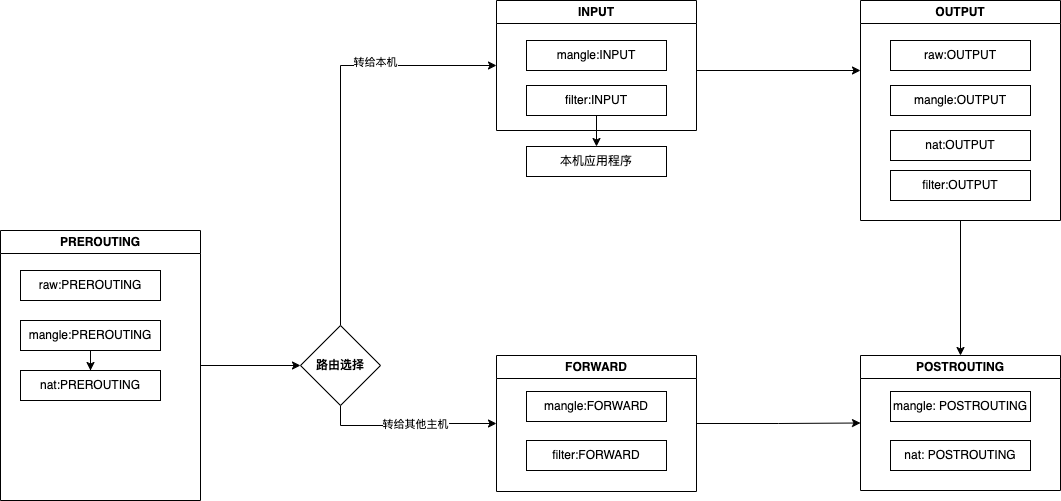 PREROUTING
raw:PREROUTING
mangle:PREROUTING
nat:PREROUTING
路由选择
转给本机
转给其他主机
INPUT
mangle:INPUT
filter:INPUT
本机应用程序
FORWARD
mangle:FORWARD
filter:FORWARD
OUTPUT
raw:OUTPUT
mangle:OUTPUT
nat:OUTPUT
filter:OUTPUT
POSTROUTING
mangle: POSTROUTING
nat: POSTROUTING